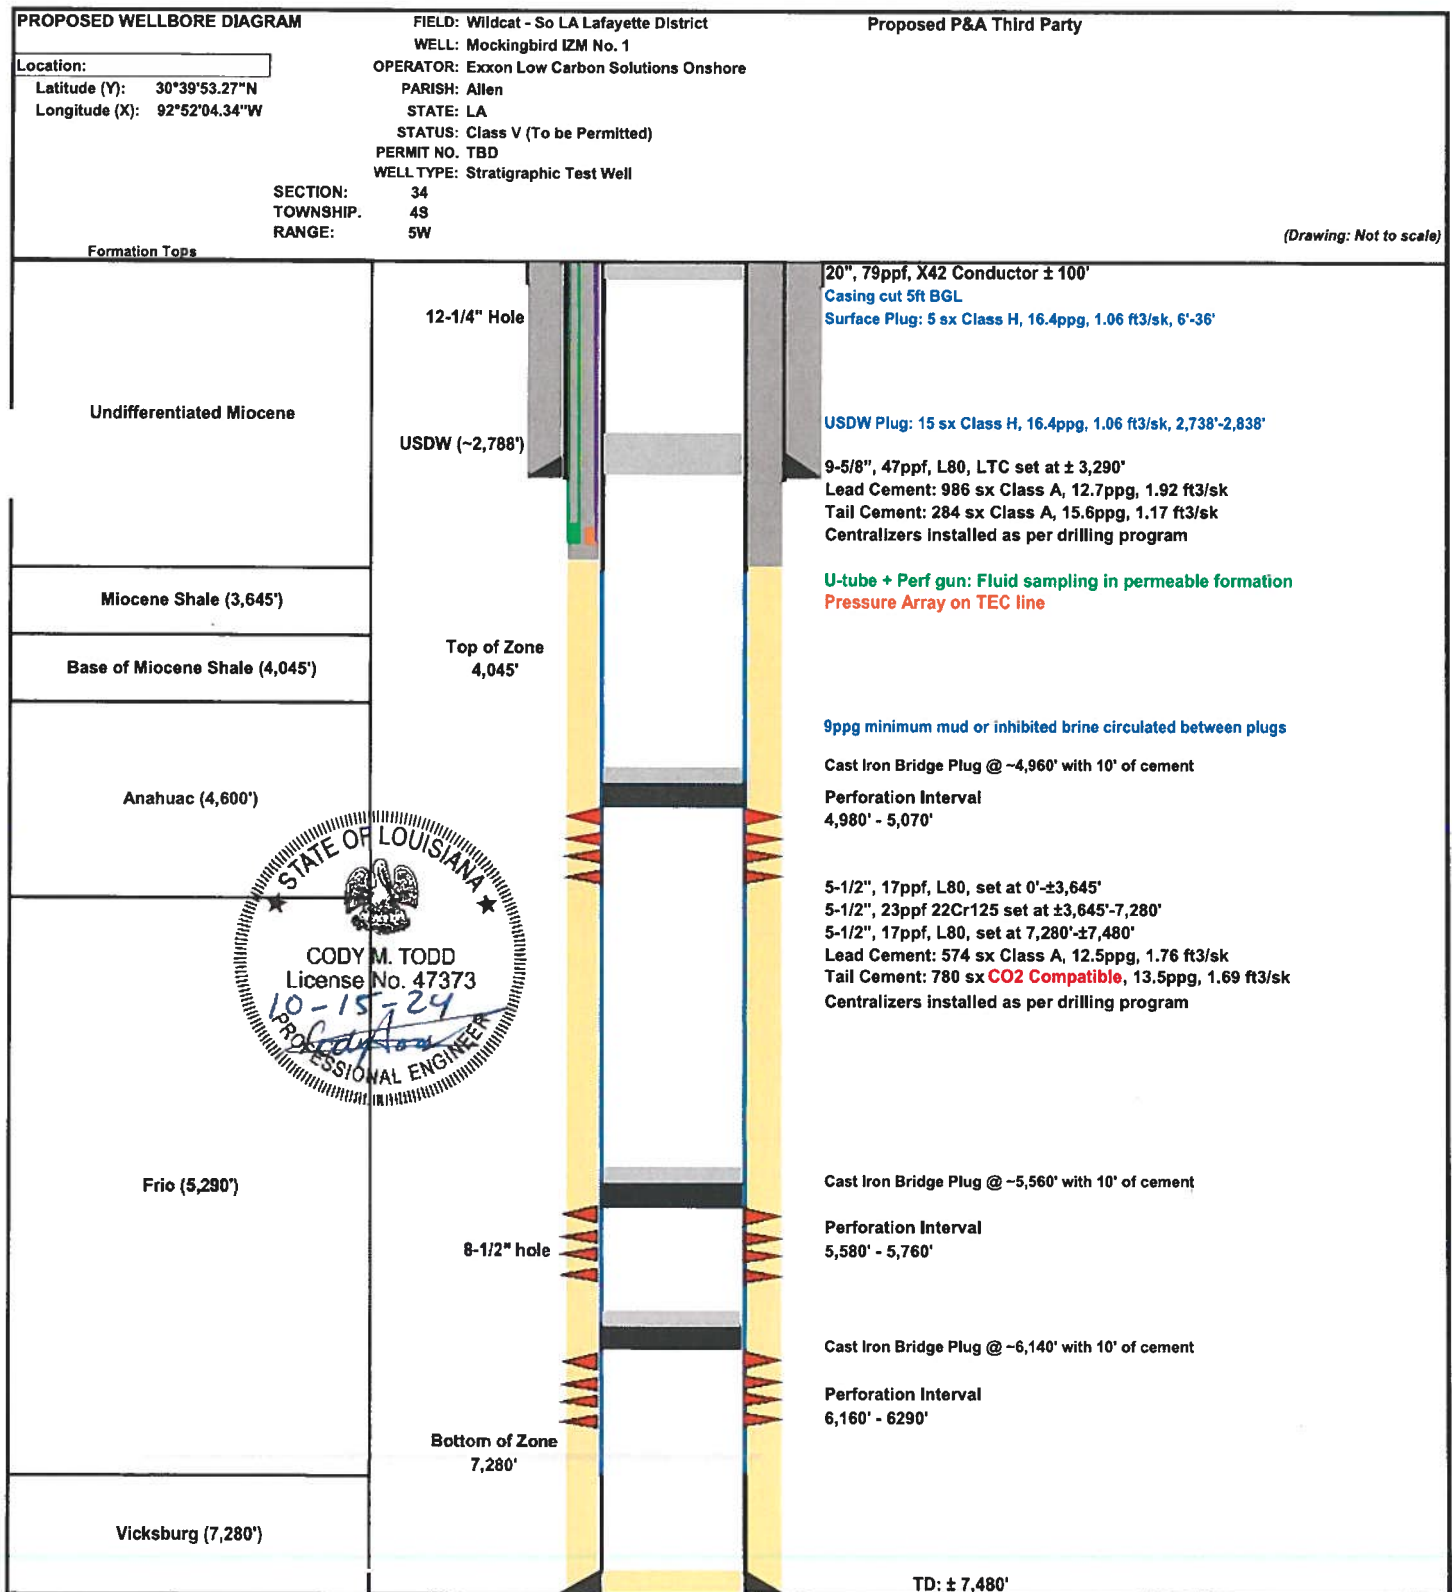 PROPOSED WELLBORE DIAGRAM
FIELD: Wildcat - So LA Lafayette District
Proposed P&A Third Party
WELL: Mockingbird IZM No. 1
Location:
OPERATOR: Exxon Low Carbon Solutions Onshore
Latitude (Y): 30°39'53.27"N
PARISH: Allen
Longitude (X): 92°52'04.34"W
STATE: LA
STATUS: Class V (To be Permitted)
PERMIT NO. TBD
WELL TYPE: Stratigraphic Test Well
SECTION: 34
TOWNSHIP. 4S
RANGE: 5W
(Drawing: Not to scale)
Formation Tops
20", 79ppf, X42 Conductor ± 100'
Casing cut 5ft BGL
12-1/4" Hole
Surface Plug: 5 sx Class H, 16.4ppg, 1.06 ft3/sk, 6'-36'
Undifferentiated Miocene
USDW Plug: 15 sx Class H, 16.4ppg, 1.06 ft3/sk, 2,738'-2,838'
USDW (~2,788')
9-5/8", 47ppf, L80, LTC set at ± 3,290'
Lead Cement: 986 sx Class A, 12.7ppg, 1.92 ft3/sk
Tail Cement: 284 sx Class A, 15.6ppg, 1.17 ft3/sk
Centralizers installed as per drilling program
U-tube + Perf gun: Fluid sampling in permeable formation
Pressure Array on TEC line
Miocene Shale (3,645')
Top of Zone
4,045'
Base of Miocene Shale (4,045')
9ppg minimum mud or inhibited brine circulated between plugs
Cast Iron Bridge Plug @ ~4,960' with 10' of cement
Anahuac (4,600')
Perforation Interval
4,980' - 5,070'
STATE OF LOUISIANA
5-1/2", 17ppf, L80, set at 0'-±3,645'
5-1/2", 23ppf 22Cr125 set at ±3,645'-7,280'
5-1/2", 17ppf, L80, set at 7,280'-±7,480'
Lead Cement: 574 sx Class A, 12.5ppg, 1.76 ft3/sk
Tail Cement: 780 sx CO2 Compatible, 13.5ppg, 1.69 ft3/sk
Centralizers installed as per drilling program
CODY M. TODD
License No. 47373
10-15-24
PROFESSIONAL ENGINEER
Frio (5,290')
Cast Iron Bridge Plug @ ~5,560' with 10' of cement
Perforation Interval
5,580' - 5,760'
8-1/2" hole
Cast Iron Bridge Plug @ ~6,140' with 10' of cement
Perforation Interval
6,160' - 6290'
Bottom of Zone
7,280'
Vicksburg (7,280')
TD: ± 7,480'